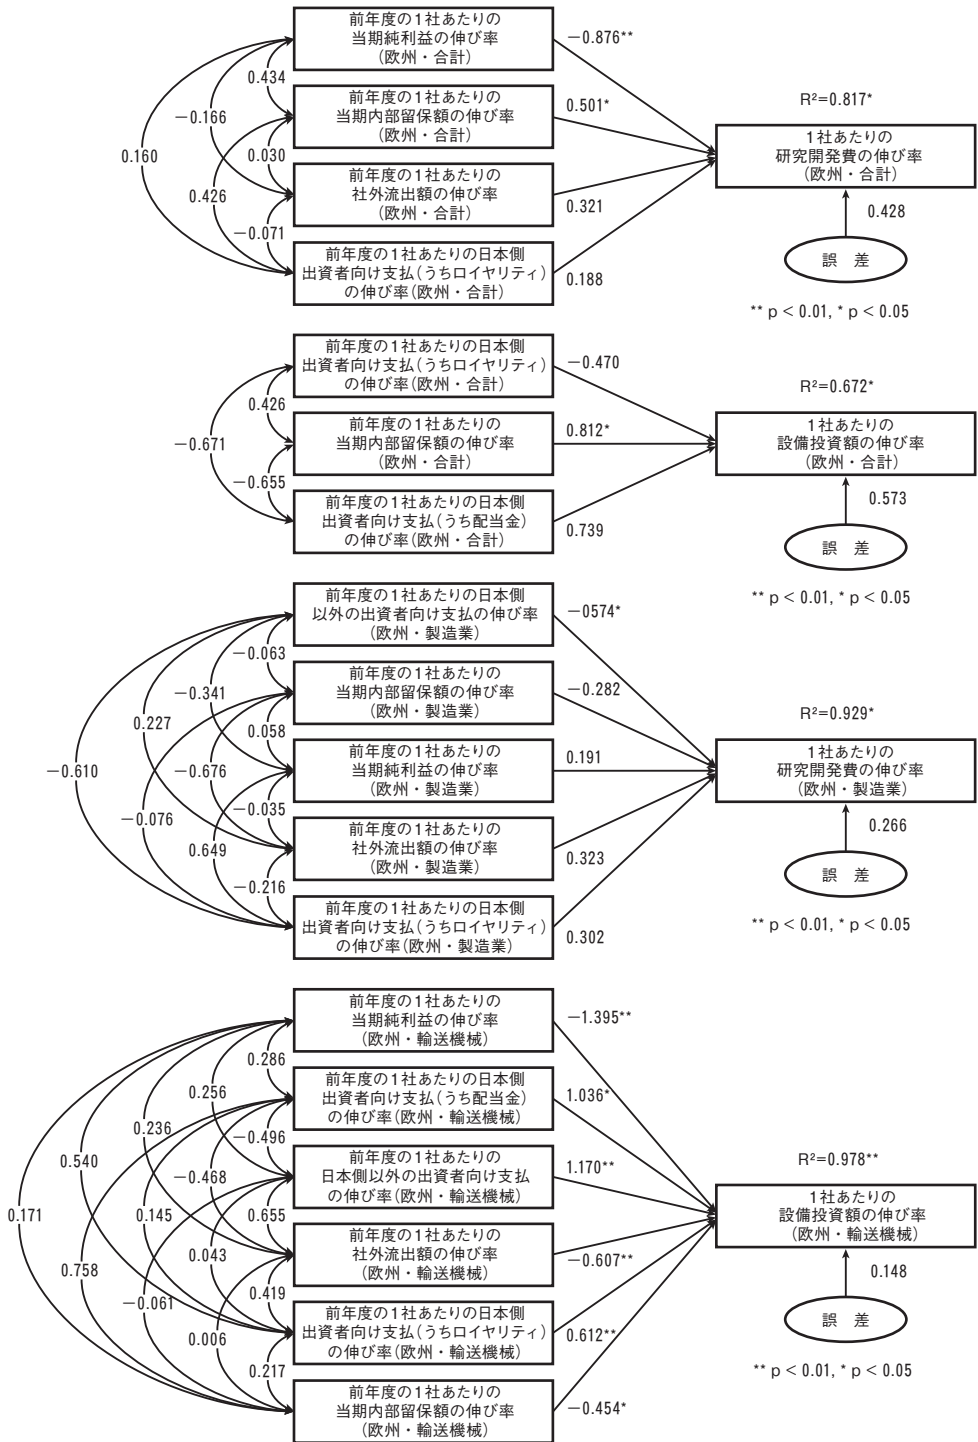 前年度の1社あたりの
当期純利益の伸び率
(欧州・合計)
−0.876**
0.434
前年度の1社あたりの
当期内部留保額の伸び率
(欧州・合計)
0.501*
−0.166
0.160
0.030
0.426
前年度の1社あたりの
社外流出額の伸び率
(欧州・合計)
0.321
−0.071
前年度の1社あたりの日本側
出資者向け支払(うちロイヤリティ)
の伸び率(欧州・合計)
0.188
R²=0.817*
1社あたりの
研究開発費の伸び率
(欧州・合計)
0.428
誤 差
** p < 0.01, * p < 0.05
前年度の1社あたりの日本側
出資者向け支払(うちロイヤリティ)
の伸び率(欧州・合計)
−0.470
0.426
−0.671
前年度の1社あたりの
当期内部留保額の伸び率
(欧州・合計)
0.812*
−0.655
前年度の1社あたりの日本側
出資者向け支払(うち配当金)
の伸び率(欧州・合計)
0.739
R²=0.672*
1社あたりの
設備投資額の伸び率
(欧州・合計)
0.573
誤 差
** p < 0.01, * p < 0.05
前年度の1社あたりの日本側
以外の出資者向け支払の伸び率
(欧州・製造業)
−0574*
−0.063
−0.341
0.227
前年度の1社あたりの
当期内部留保額の伸び率
(欧州・製造業)
−0.282
0.058
−0.610
−0.676
前年度の1社あたりの
当期純利益の伸び率
(欧州・製造業)
0.191
−0.035
−0.076
0.649
前年度の1社あたりの
社外流出額の伸び率
(欧州・製造業)
0.323
−0.216
前年度の1社あたりの日本側
出資者向け支払(うちロイヤリティ)
の伸び率(欧州・製造業)
0.302
R²=0.929*
1社あたりの
研究開発費の伸び率
(欧州・製造業)
0.266
誤 差
** p < 0.01, * p < 0.05
前年度の1社あたりの
当期純利益の伸び率
(欧州・輸送機械)
−1.395**
0.286
0.256
0.236
0.540
0.171
前年度の1社あたりの日本側
出資者向け支払(うち配当金)
の伸び率(欧州・輸送機械)
1.036*
−0.496
−0.468
0.145
0.758
前年度の1社あたりの
日本側以外の出資者向け支払
の伸び率(欧州・輸送機械)
1.170**
0.655
0.043
−0.061
前年度の1社あたりの
社外流出額の伸び率
(欧州・輸送機械)
−0.607**
0.419
0.006
前年度の1社あたりの日本側
出資者向け支払(うちロイヤリティ)
の伸び率(欧州・輸送機械)
0.612**
0.217
前年度の1社あたりの
当期内部留保額の伸び率
(欧州・輸送機械)
−0.454*
R²=0.978**
1社あたりの
設備投資額の伸び率
(欧州・輸送機械)
0.148
誤 差
** p < 0.01, * p < 0.05